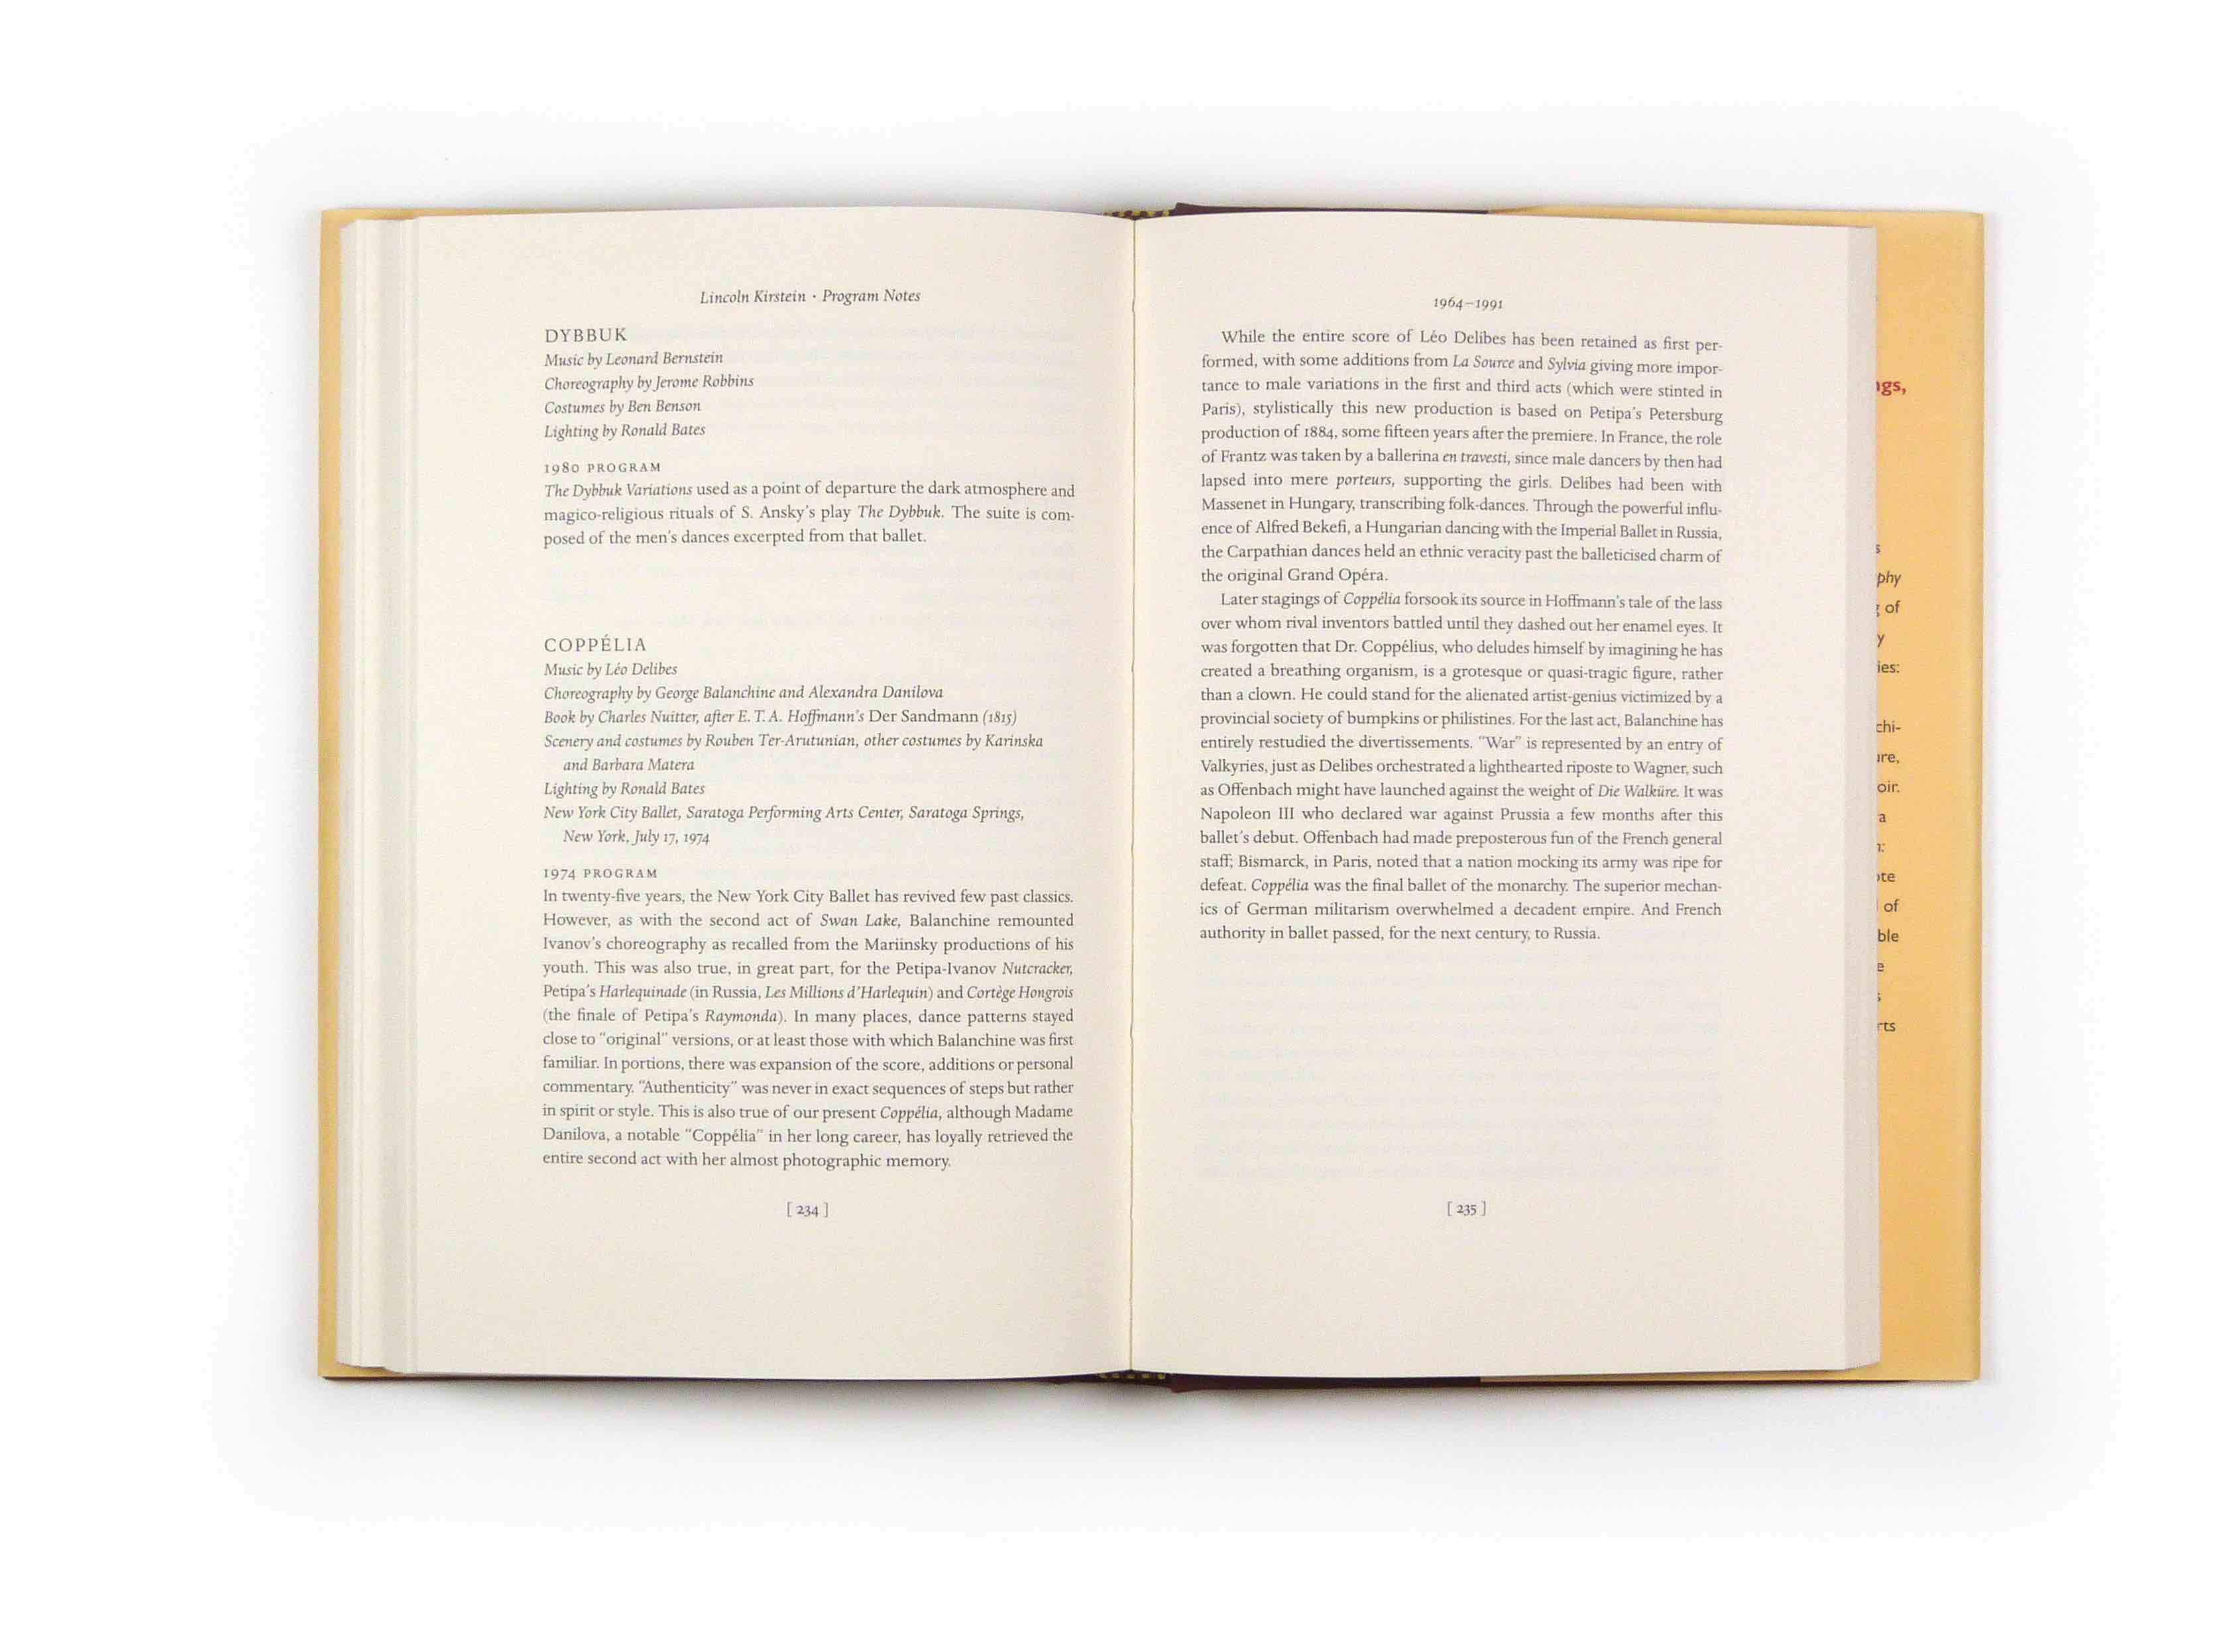 Lincoln Kirstein · Program Notes
DYBBUK
Music by Leonard Bernstein
Choreography by Jerome Robbins
Costumes by Ben Benson
Lighting by Ronald Bates
1980 PROGRAM
The Dybbuk Variations used as a point of departure the dark atmosphere and
magico-religious rituals of S. Ansky's play The Dybbuk. The suite is com-
posed of the men's dances excerpted from that ballet.
COPPÉLIA
Music by Léo Delibes
Choreography by George Balanchine and Alexandra Danilova
Book by Charles Nuitter, after E. T. A. Hoffmann's Der Sandmann (1815)
Scenery and costumes by Rouben Ter-Arutunian, other costumes by Karinska
and Barbara Matera
Lighting by Ronald Bates
New York City Ballet, Saratoga Performing Arts Center, Saratoga Springs,
New York, July 17, 1974
1974 PROGRAM
In twenty-five years, the New York City Ballet has revived few past classics.
However, as with the second act of Swan Lake, Balanchine remounted
Ivanov's choreography as recalled from the Mariinsky productions of his
youth. This was also true, in great part, for the Petipa-Ivanov Nutcracker,
Petipa's Harlequinade (in Russia, Les Millions d'Harlequin) and Cortège Hongrois
(the finale of Petipa's Raymonda). In many places, dance patterns stayed
close to "original" versions, or at least those with which Balanchine was first
familiar. In portions, there was expansion of the score, additions or personal
commentary. "Authenticity" was never in exact sequences of steps but rather
in spirit or style. This is also true of our present Coppélia, although Madame
Danilova, a notable "Coppélia" in her long career, has loyally retrieved the
entire second act with her almost photographic memory.
[ 234 ]
1964–1991
While the entire score of Léo Delibes has been retained as first per-
formed, with some additions from La Source and Sylvia giving more impor-
tance to male variations in the first and third acts (which were stinted in
Paris), stylistically this new production is based on Petipa's Petersburg
production of 1884, some fifteen years after the premiere. In France, the role
of Frantz was taken by a ballerina en travesti, since male dancers by then had
lapsed into mere porteurs, supporting the girls. Delibes had been with
Massenet in Hungary, transcribing folk-dances. Through the powerful influ-
ence of Alfred Bekefi, a Hungarian dancing with the Imperial Ballet in Russia,
the Carpathian dances held an ethnic veracity past the balleticised charm of
the original Grand Opéra.
Later stagings of Coppélia forsook its source in Hoffmann's tale of the lass
over whom rival inventors battled until they dashed out her enamel eyes. It
was forgotten that Dr. Coppélius, who deludes himself by imagining he has
created a breathing organism, is a grotesque or quasi-tragic figure, rather
than a clown. He could stand for the alienated artist-genius victimized by a
provincial society of bumpkins or philistines. For the last act, Balanchine has
entirely restudied the divertissements. "War" is represented by an entry of
Valkyries, just as Delibes orchestrated a lighthearted riposte to Wagner, such
as Offenbach might have launched against the weight of Die Walküre. It was
Napoleon III who declared war against Prussia a few months after this
ballet's debut. Offenbach had made preposterous fun of the French general
staff; Bismarck, in Paris, noted that a nation mocking its army was ripe for
defeat. Coppélia was the final ballet of the monarchy. The superior mechan-
ics of German militarism overwhelmed a decadent empire. And French
authority in ballet passed, for the next century, to Russia.
[ 235 ]
of
a
of